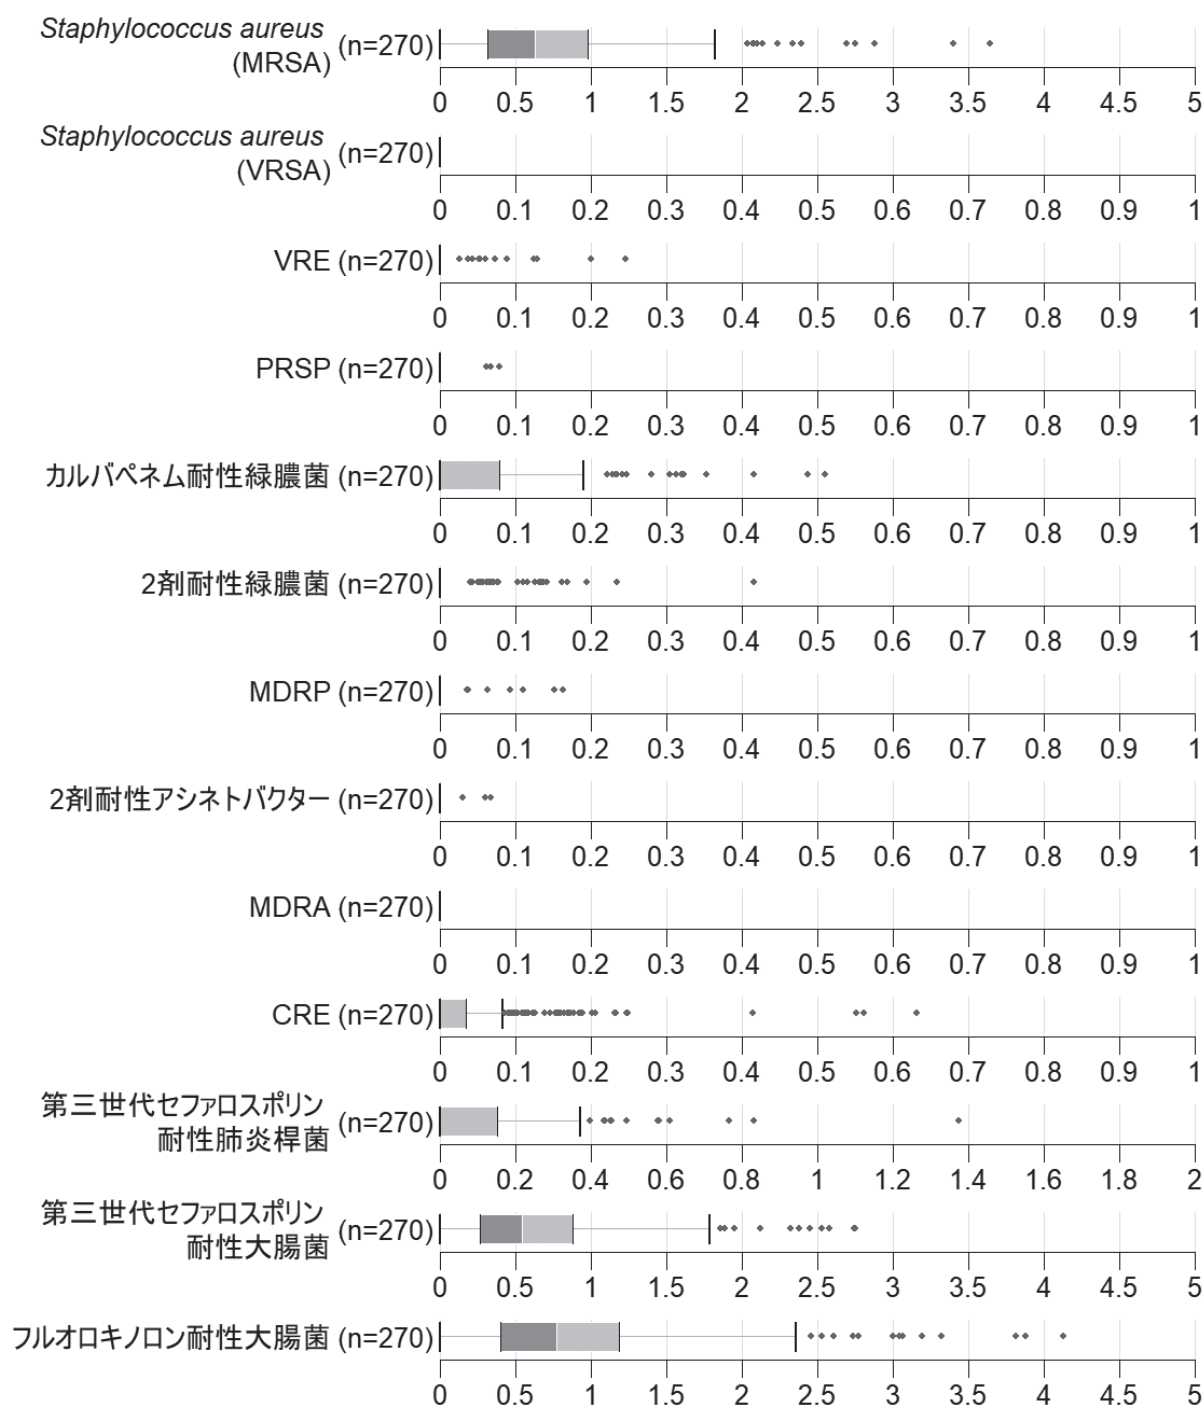 Staphylococcus aureus
(MRSA) (n=270)
0 0.5 1 1.5 2 2.5 3 3.5 4 4.5 5
Staphylococcus aureus
(VRSA) (n=270)
0 0.1 0.2 0.3 0.4 0.5 0.6 0.7 0.8 0.9 1
VRE (n=270)
0 0.1 0.2 0.3 0.4 0.5 0.6 0.7 0.8 0.9 1
PRSP (n=270)
0 0.1 0.2 0.3 0.4 0.5 0.6 0.7 0.8 0.9 1
カルバペネム耐性緑膿菌 (n=270)
0 0.1 0.2 0.3 0.4 0.5 0.6 0.7 0.8 0.9 1
2剤耐性緑膿菌 (n=270)
0 0.1 0.2 0.3 0.4 0.5 0.6 0.7 0.8 0.9 1
MDRP (n=270)
0 0.1 0.2 0.3 0.4 0.5 0.6 0.7 0.8 0.9 1
2剤耐性アシネトバクター (n=270)
0 0.1 0.2 0.3 0.4 0.5 0.6 0.7 0.8 0.9 1
MDRA (n=270)
0 0.1 0.2 0.3 0.4 0.5 0.6 0.7 0.8 0.9 1
CRE (n=270)
0 0.1 0.2 0.3 0.4 0.5 0.6 0.7 0.8 0.9 1
第三世代セファロスポリン
耐性肺炎桿菌 (n=270)
0 0.2 0.4 0.6 0.8 1 1.2 1.4 1.6 1.8 2
第三世代セファロスポリン
耐性大腸菌 (n=270)
0 0.5 1 1.5 2 2.5 3 3.5 4 4.5 5
フルオロキノロン耐性大腸菌 (n=270)
0 0.5 1 1.5 2 2.5 3 3.5 4 4.5 5